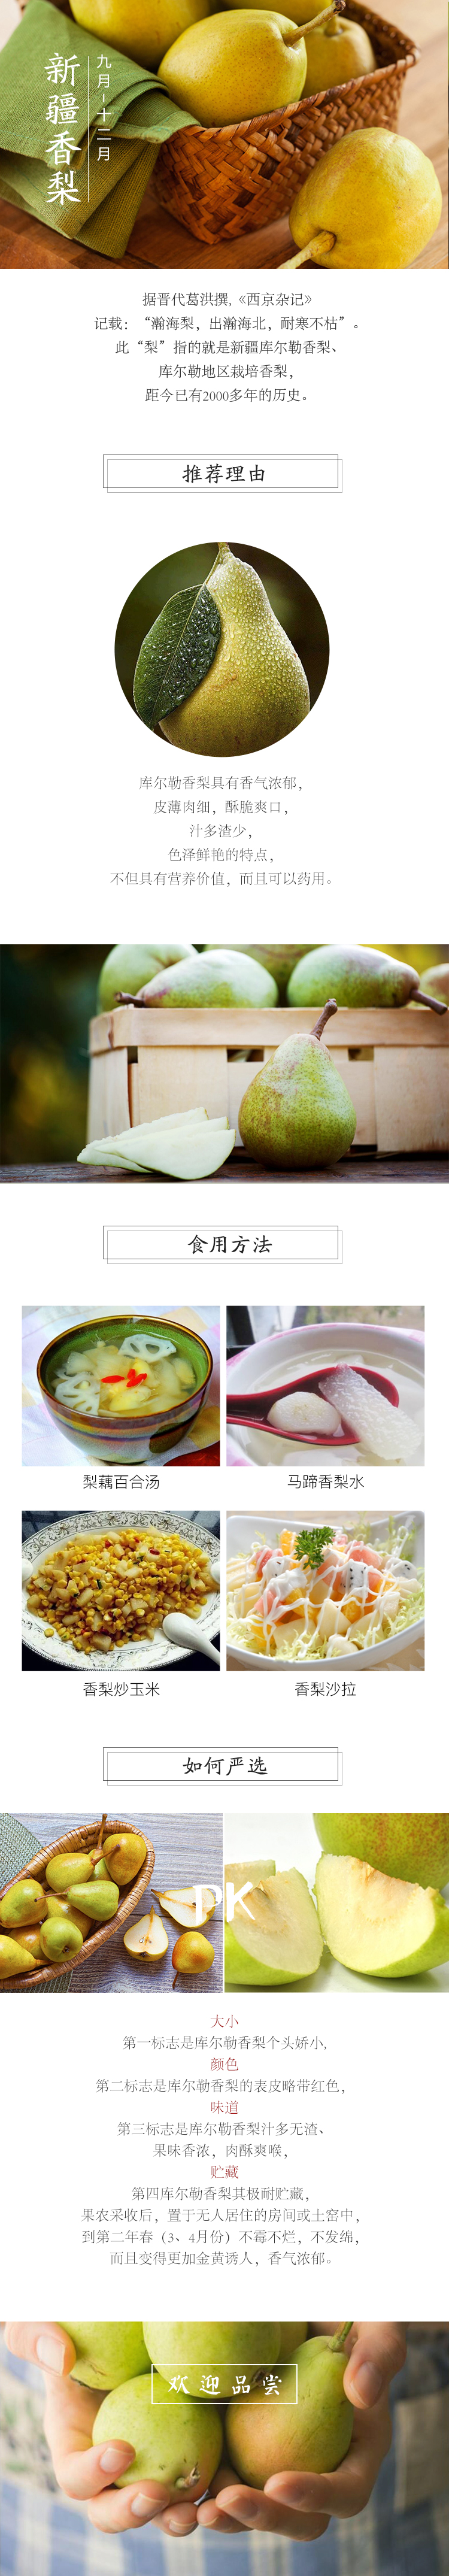 新疆香梨
九月-十二月
据晋代葛洪撰,《西京杂记》
记载：“瀚海梨，出瀚海北，耐寒不枯”。
此“梨”指的就是新疆库尔勒香梨、
库尔勒地区栽培香梨，
距今已有2000多年的历史。
推荐理由
库尔勒香梨具有香气浓郁，
皮薄肉细，酥脆爽口，
汁多渣少，
色泽鲜艳的特点，
不但具有营养价值，而且可以药用。
食用方法
梨藕百合汤
马蹄香梨水
香梨炒玉米
香梨沙拉
如何严选
PK
大小
第一标志是库尔勒香梨个头娇小,
颜色
第二标志是库尔勒香梨的表皮略带红色，
味道
第三标志是库尔勒香梨汁多无渣、
果味香浓，肉酥爽喉，
贮藏
第四库尔勒香梨其极耐贮藏，
果农采收后，置于无人居住的房间或土窑中，
到第二年春（3、4月份）不霉不烂，不发绵，
而且变得更加金黄诱人，香气浓郁。
欢迎品尝